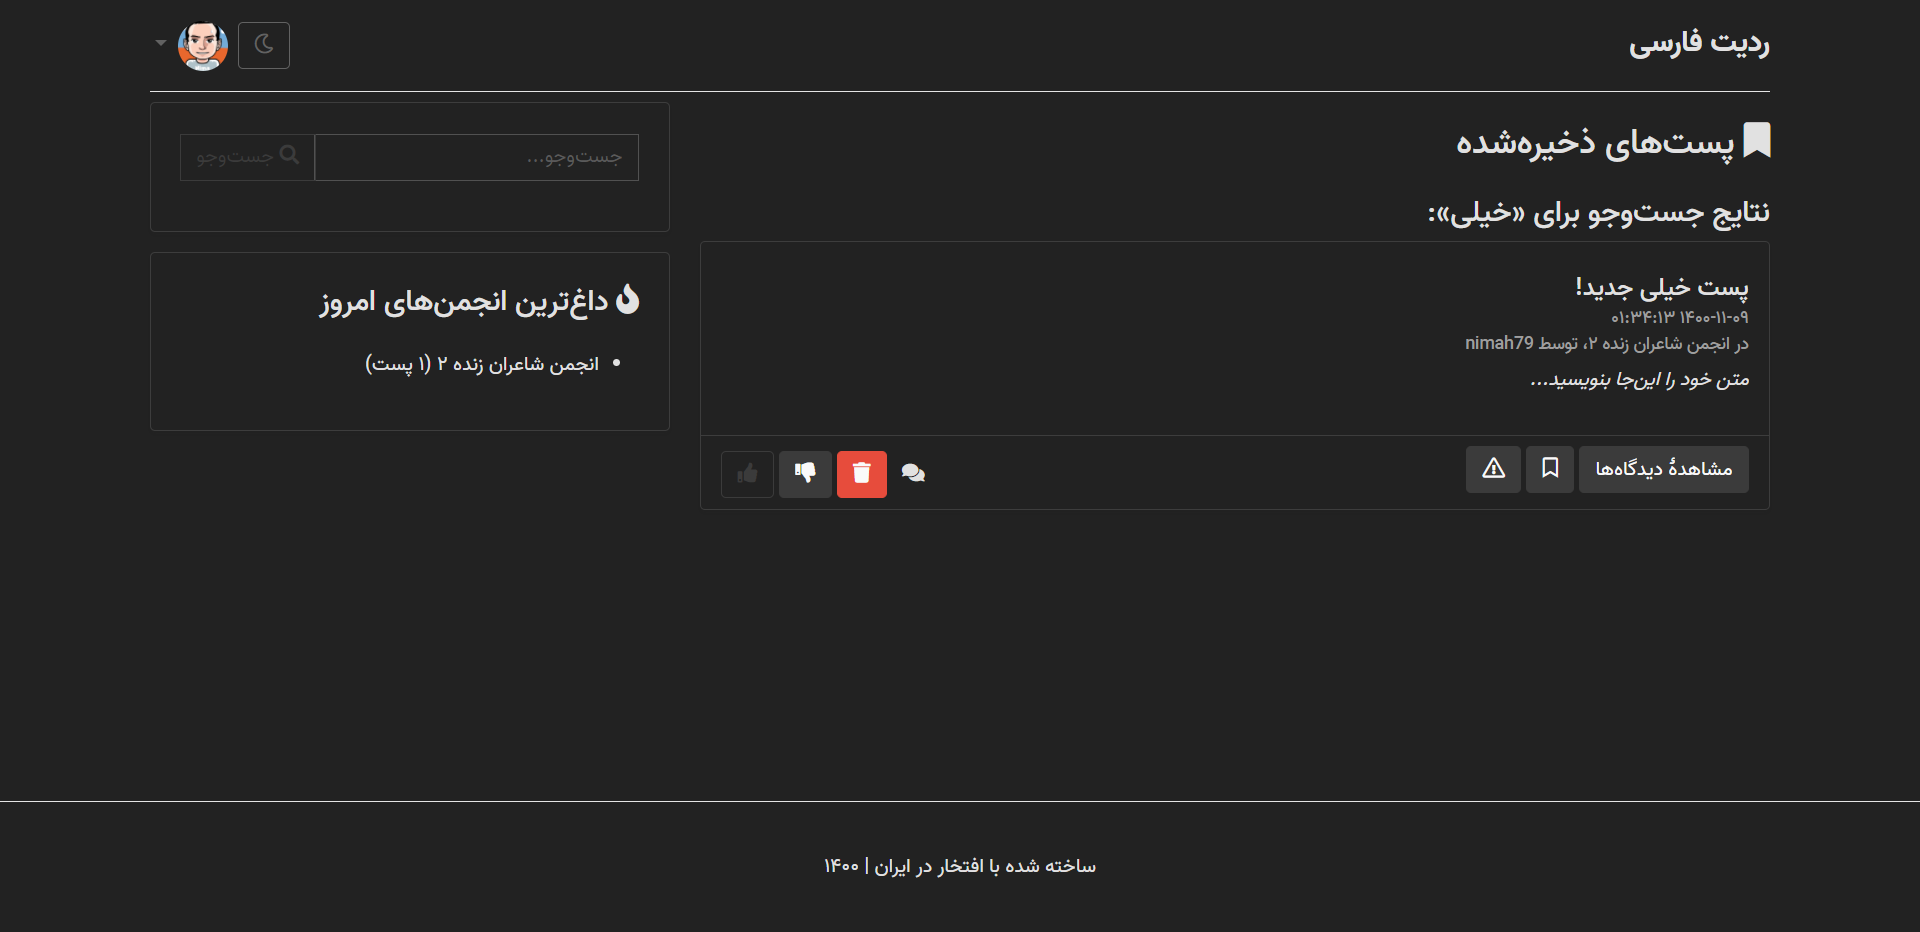 ردیت فارسی
پست‌های ذخیره‌شده
نتایج جست‌وجو برای «خیلی»:
پست خیلی جدید!
۱۴۰۰-۱۱-۰۹ ۰۱:۳۴:۱۳
در انجمن شاعران زنده ۲، توسط nimah79
متن خود را این‌جا بنویسید...
مشاهدهٔ دیدگاه‌ها
جست‌وجو...
جست‌وجو
داغ‌ترین انجمن‌های امروز
انجمن شاعران زنده ۲ (۱ پست)
ساخته شده با افتخار در ایران | ۱۴۰۰